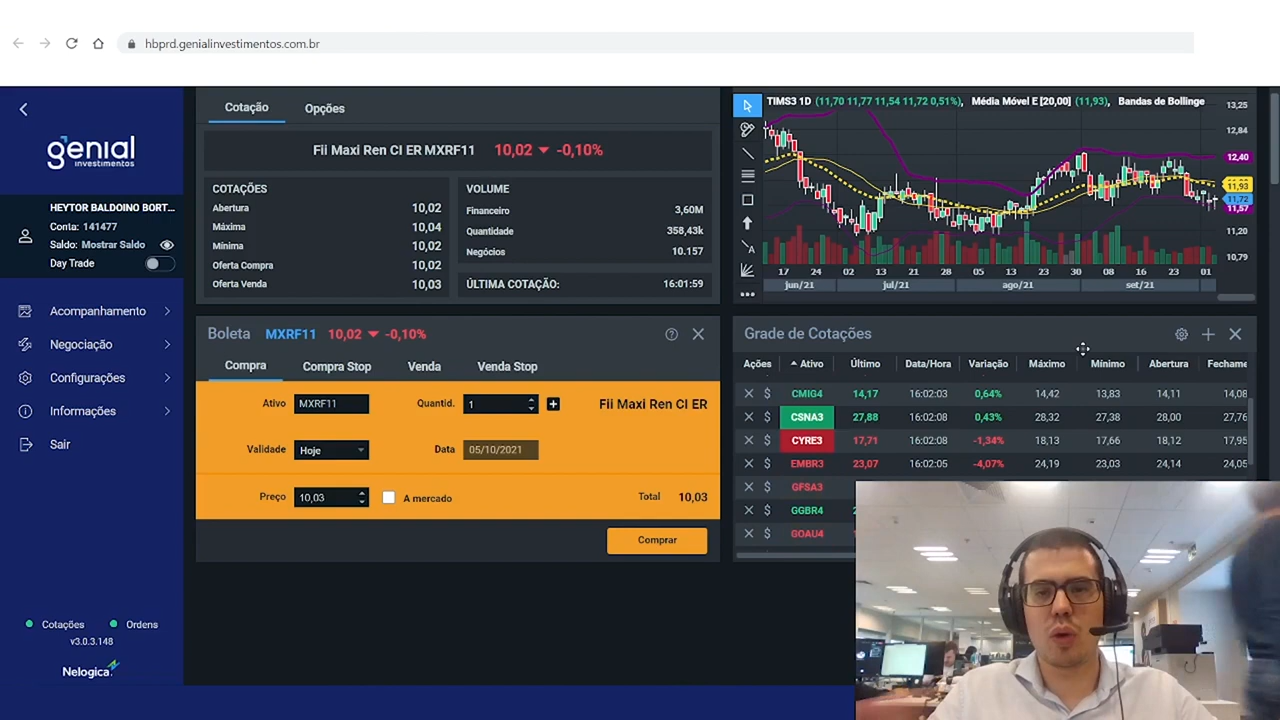 hbprd.genialinvestimentos.com.br
genial
investimentos
HEYTOR BALDOINO BORT...
Conta: 141477
Saldo: Mostrar Saldo
Day Trade
Acompanhamento
Negociação
Configurações
Informações
Sair
Cotações Ordens
v3.0.3.148
Nelogica
Cotação Opções
Fii Maxi Ren CI ER MXRF11 10,02 -0,10%
COTAÇÕES
Abertura 10,02
Máxima 10,04
Mínima 10,02
Oferta Compra 10,02
Oferta Venda 10,03
VOLUME
Financeiro 3,60M
Quantidade 358,43k
Negócios 10.157
ÚLTIMA COTAÇÃO: 16:01:59
Boleta MXRF11 10,02 -0,10%
Compra Compra Stop Venda Venda Stop
Ativo MXRF11 Quantid. 1 Fii Maxi Ren CI ER
Validade Hoje Data 05/10/2021
Preço 10,03 A mercado Total 10,03
Comprar
TIMS3 1D (11,70 11,77 11,54 11,72 0,51%), Média Móvel E [20,00] (11,93), Bandas de Bollinge
13,25
12,84
12,40
11,93
11,72
11,57
11,20
10,79
17 24 02 13 21 28 05 13 23 30 08 16 23 01
jun/21 jul/21 ago/21 set/21
Grade de Cotações
Ações Ativo Último Data/Hora Variação Máximo Mínimo Abertura Fechame
CMIG4 14,17 16:02:03 0,64% 14,42 13,83 14,11 14,08
CSNA3 27,88 16:02:08 0,43% 28,32 27,38 28,00 27,76
CYRE3 17,71 16:02:08 -1,34% 18,13 17,66 18,12 17,95
EMBR3 23,07 16:02:05 -4,07% 24,19 23,03 24,14 24,05
GFSA3
GGBR4
GOAU4